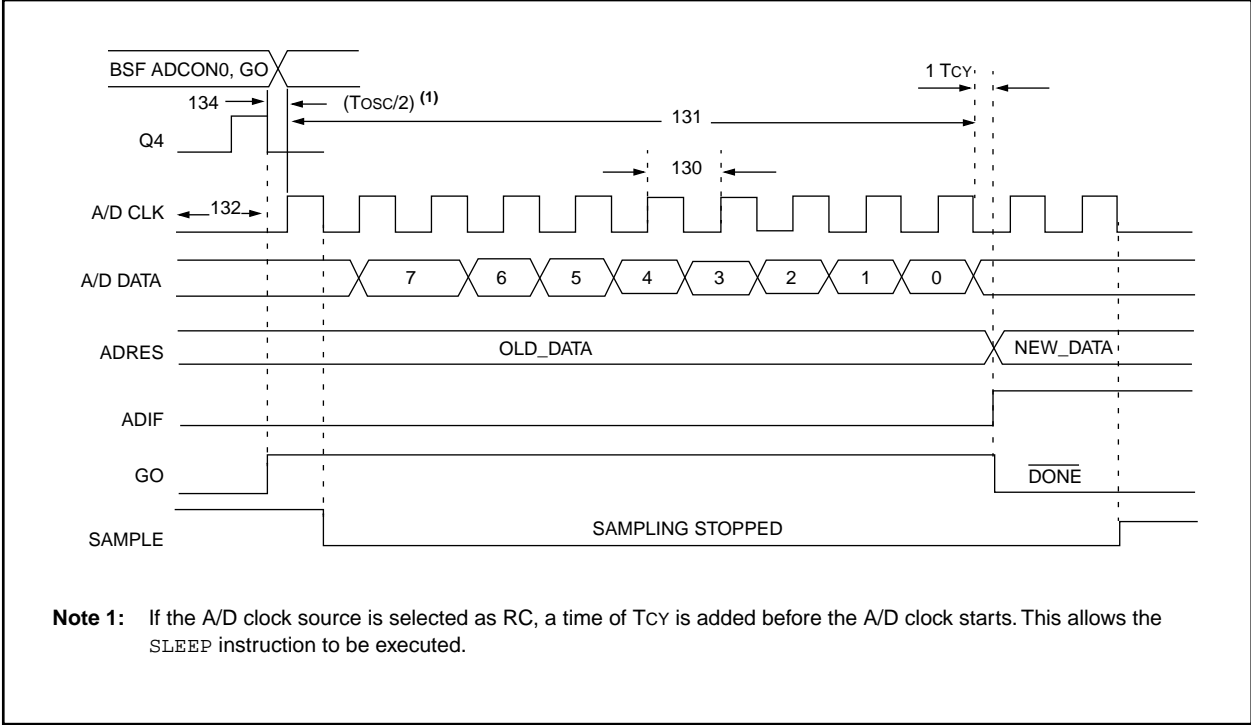 BSF ADCON0, GO
134
(TOSC/2) (1)
1 TCY
131
Q4
130
A/D CLK
132
A/D DATA
7 6 5 4 3 2 1 0
ADRES
OLD_DATA
NEW_DATA
ADIF
GO
DONE
SAMPLE
SAMPLING STOPPED
Note 1: If the A/D clock source is selected as RC, a time of TCY is added before the A/D clock starts. This allows the
SLEEP instruction to be executed.